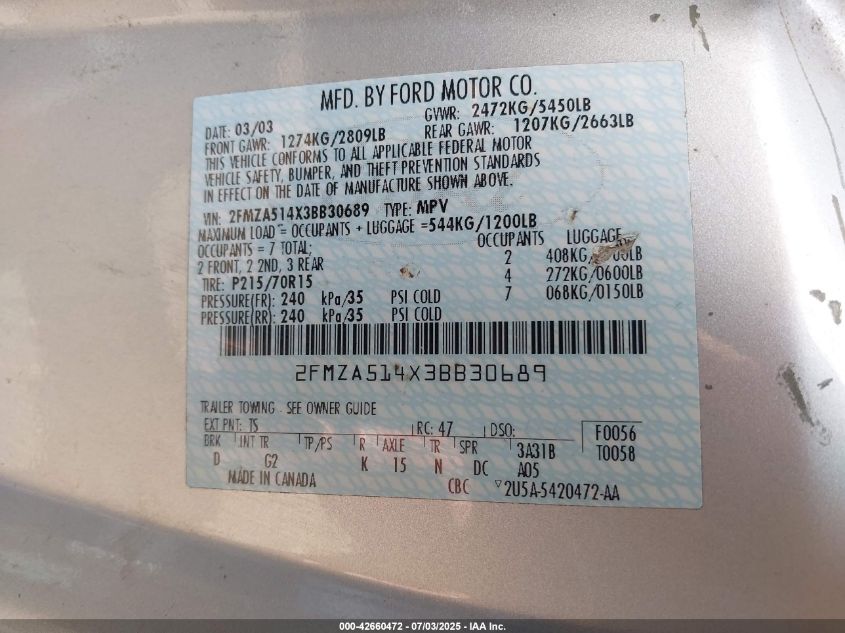 MFD. BY FORD MOTOR CO.
DATE: 03/03 GVWR: 2472KG/5450LB
FRONT GAWR: 1274KG/2809LB REAR GAWR: 1207KG/2663LB
THIS VEHICLE CONFORMS TO ALL APPLICABLE FEDERAL MOTOR
VEHICLE SAFETY, BUMPER, AND THEFT PREVENTION STANDARDS
IN EFFECT ON THE DATE OF MANUFACTURE SHOWN ABOVE.
VIN: 2FMZA514X3BB30689 TYPE: MPV
MAXIMUM LOAD = OCCUPANTS + LUGGAGE =544KG/1200LB
OCCUPANTS = 7 TOTAL: OCCUPANTS LUGGAGE
2 FRONT, 2 2ND, 3 REAR 2 408KG/
TIRE: P215/70R15 4 272KG/0600LB
PRESSURE(FR): 240 kPa/35 PSI COLD 7 068KG/0150LB
PRESSURE(RR): 240 kPa/35 PSI COLD
2FMZA514X3BB30689
TRAILER TOWING - SEE OWNER GUIDE
EXT PNT: TS RC: 47 DSO: F0056
BRK INT TR TP/PS R AXLE TR SPR 3A31B T0058
D G2 K 15 N DC A05
MADE IN CANADA CBC ▽2U5A-5420472-AA
000-42660472 - 07/03/2025 - IAA Inc.